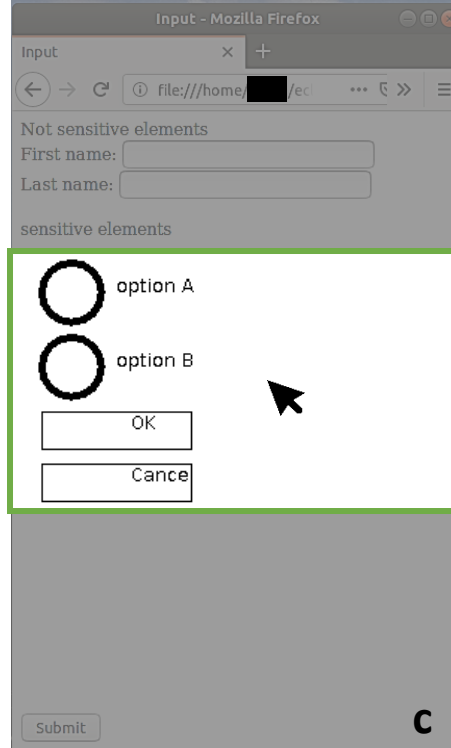 Input - Mozilla Firefox
Input
file:///home/ /ec
Not sensitive elements
First name:
Last name:
sensitive elements
option A
option B
OK
Cance
Submit
C